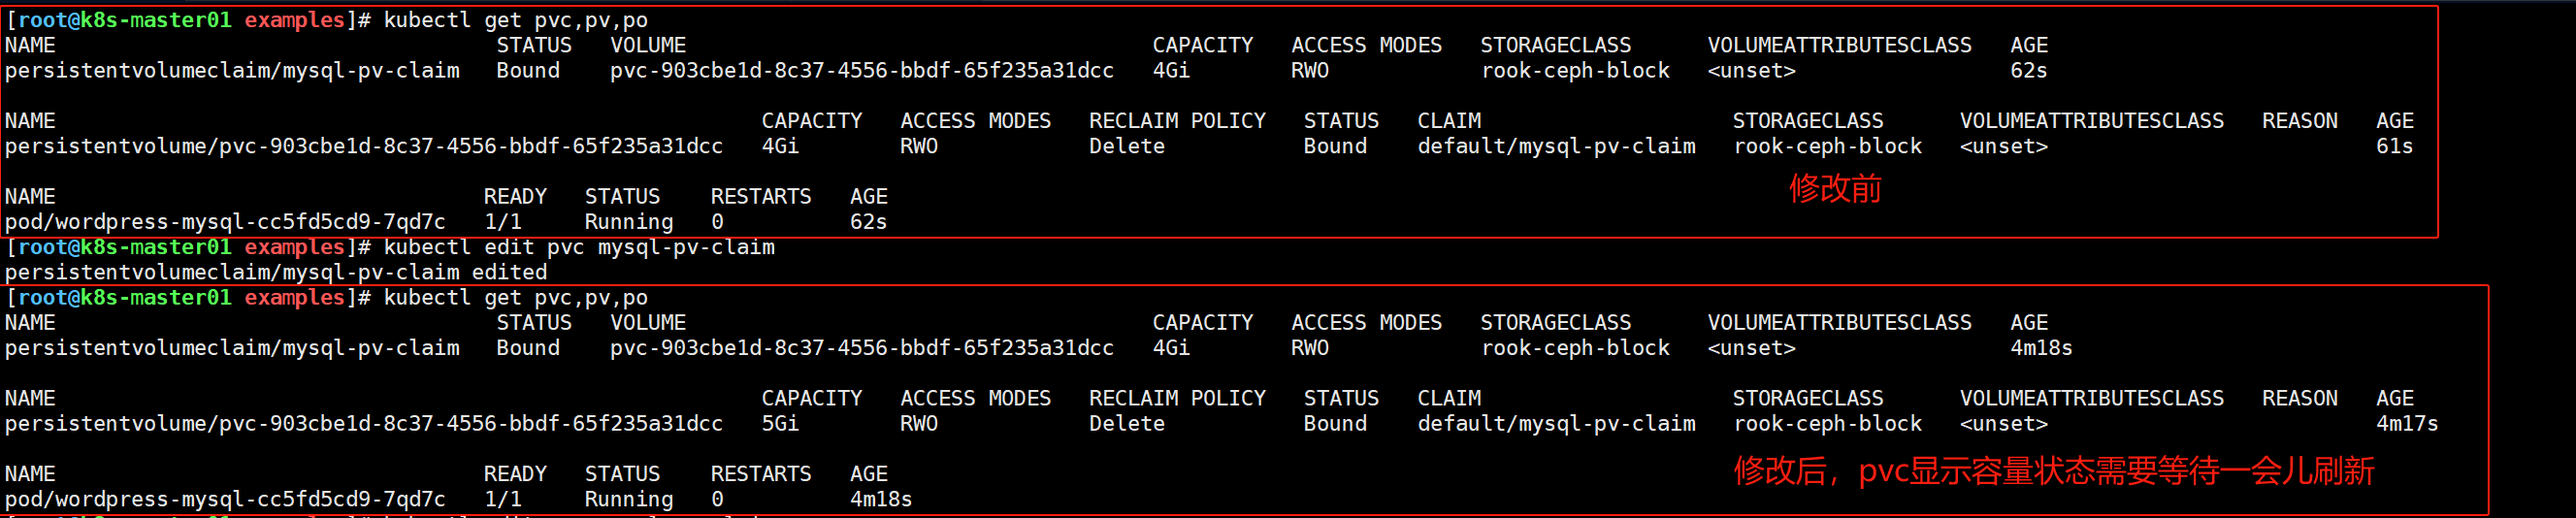 [root@k8s-master01 examples]# kubectl get pvc,pv,po
NAME STATUS VOLUME CAPACITY ACCESS MODES STORAGECLASS VOLUMEATTRIBUTESCLASS AGE
persistentvolumeclaim/mysql-pv-claim Bound pvc-903cbe1d-8c37-4556-bbdf-65f235a31dcc 4Gi RWO rook-ceph-block <unset> 62s
NAME CAPACITY ACCESS MODES RECLAIM POLICY STATUS CLAIM STORAGECLASS VOLUMEATTRIBUTESCLASS REASON AGE
persistentvolume/pvc-903cbe1d-8c37-4556-bbdf-65f235a31dcc 4Gi RWO Delete Bound default/mysql-pv-claim rook-ceph-block <unset> 61s
修改前
NAME READY STATUS RESTARTS AGE
pod/wordpress-mysql-cc5fd5cd9-7qd7c 1/1 Running 0 62s
[root@k8s-master01 examples]# kubectl edit pvc mysql-pv-claim
persistentvolumeclaim/mysql-pv-claim edited
[root@k8s-master01 examples]# kubectl get pvc,pv,po
NAME STATUS VOLUME CAPACITY ACCESS MODES STORAGECLASS VOLUMEATTRIBUTESCLASS AGE
persistentvolumeclaim/mysql-pv-claim Bound pvc-903cbe1d-8c37-4556-bbdf-65f235a31dcc 4Gi RWO rook-ceph-block <unset> 4m18s
NAME CAPACITY ACCESS MODES RECLAIM POLICY STATUS CLAIM STORAGECLASS VOLUMEATTRIBUTESCLASS REASON AGE
persistentvolume/pvc-903cbe1d-8c37-4556-bbdf-65f235a31dcc 5Gi RWO Delete Bound default/mysql-pv-claim rook-ceph-block <unset> 4m17s
修改后，pvc显示容量状态需要等待一会儿刷新
NAME READY STATUS RESTARTS AGE
pod/wordpress-mysql-cc5fd5cd9-7qd7c 1/1 Running 0 4m18s